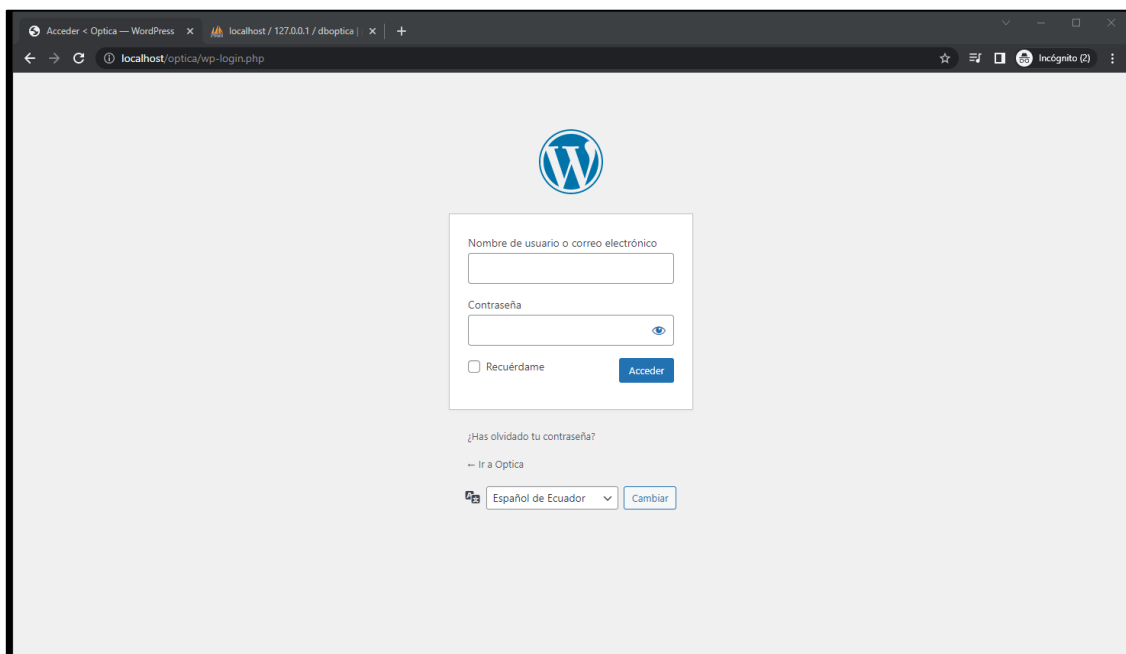 Acceder < Optica — WordPress
localhost / 127.0.0.1 / dboptica |
localhost/optica/wp-login.php
Incógnito (2)
Nombre de usuario o correo electrónico
Contraseña
Recuérdame
Acceder
¿Has olvidado tu contraseña?
← Ir a Optica
Español de Ecuador
Cambiar